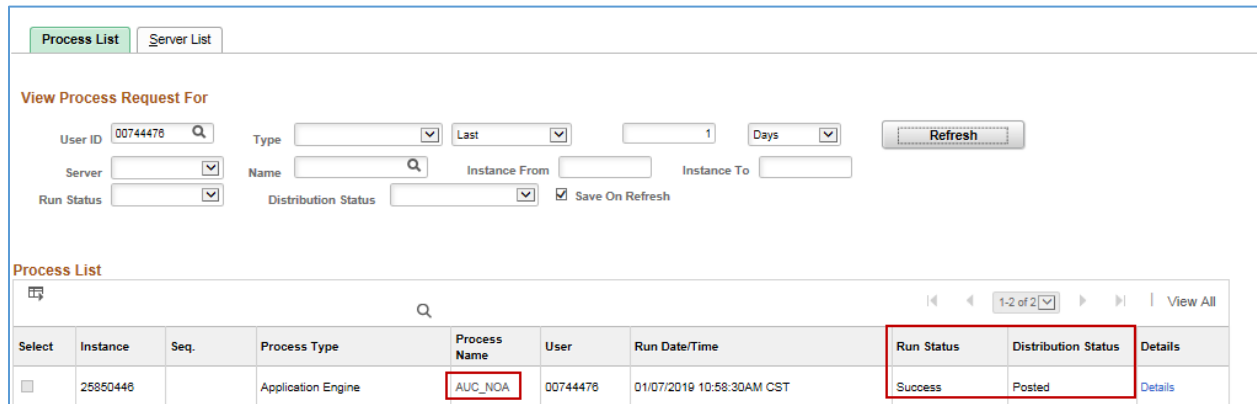 Process List Server List
View Process Request For
User ID 00744476 Type Last 1 Days Refresh
Server Name Instance From Instance To
Run Status Distribution Status Save On Refresh
Process List
1-2 of 2 View All
Select Instance Seq. Process Type Process Name User Run Date/Time Run Status Distribution Status Details
25850446 Application Engine AUC_NOA 00744476 01/07/2019 10:58:30AM CST Success Posted Details